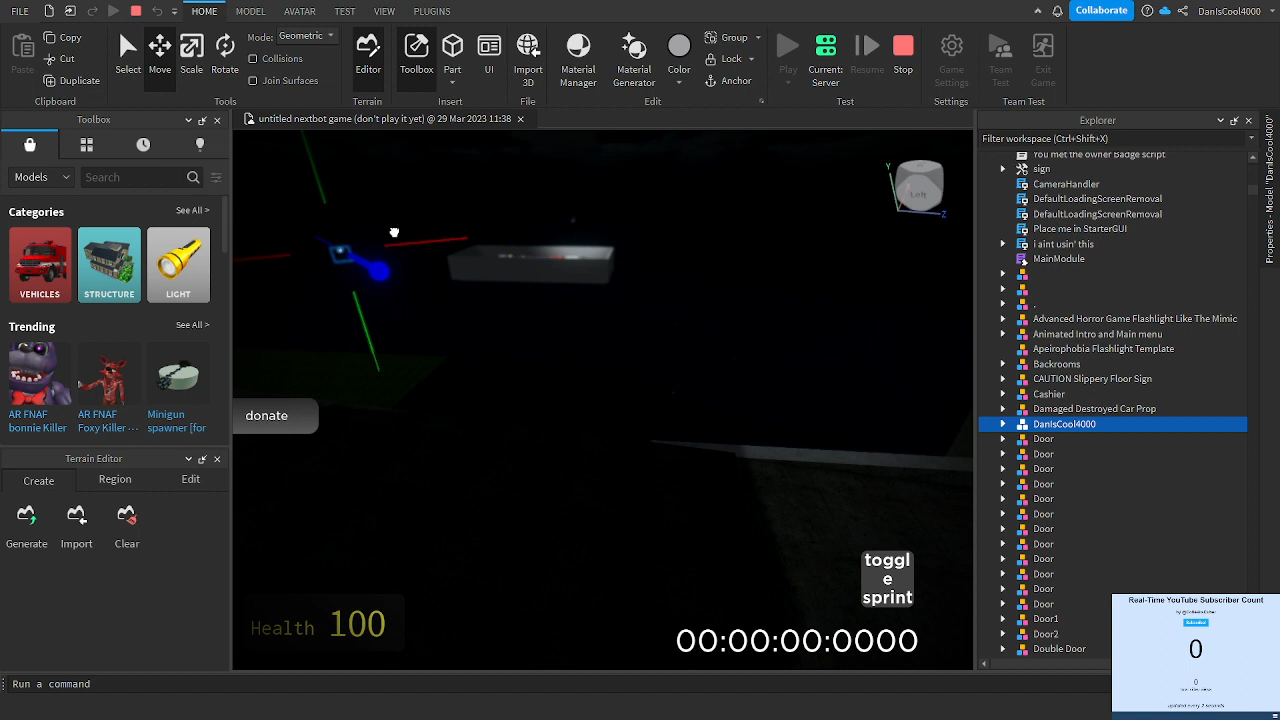 FILE HOME MODEL AVATAR TEST VIEW PLUGINS Collaborate DanIsCool4000
Paste Copy Cut Duplicate Clipboard
Select Move Scale Rotate Mode: Geometric Collisions Join Surfaces Tools
Editor Terrain
Toolbox Part UI Insert
Import 3D File
Material Manager Material Generator Color Group Lock Anchor Edit
Play Current: Server Resume Stop Test
Game Settings Settings
Team Test Exit Game Team Test
Toolbox
Models Search
Categories See All >
VEHICLES STRUCTURE LIGHT
Trending See All >
AR FNAF bonnie Killer
AR FNAF Foxy Killer ...
Minigun spawner [for
Terrain Editor
Create Region Edit
Generate Import Clear
untitled nextbot game (don't play it yet) @ 29 Mar 2023 11:38
Left
Y
Z
donate
toggl
e
sprint
Health 100
00:00:00:0000
Explorer
Filter workspace (Ctrl+Shift+X)
You met the owner Badge script
sign
CameraHandler
DefaultLoadingScreenRemoval
DefaultLoadingScreenRemoval
Place me in StarterGUI
i aint usin' this
MainModule
.
Advanced Horror Game Flashlight Like The Mimic
Animated Intro and Main menu
Apeirophobia Flashlight Template
Backrooms
CAUTION Slippery Floor Sign
Cashier
Damaged Destroyed Car Prop
DanIsCool4000
Door
Door
Door
Door
Door
Door
Door
Door
Door
Door
Door
Door
Door1
Door2
Double Door
Properties - Model "DanIsCool4000"
Real-Time YouTube Subscriber Count
Subscribe!
0
0
updated every 2 seconds
Run a command